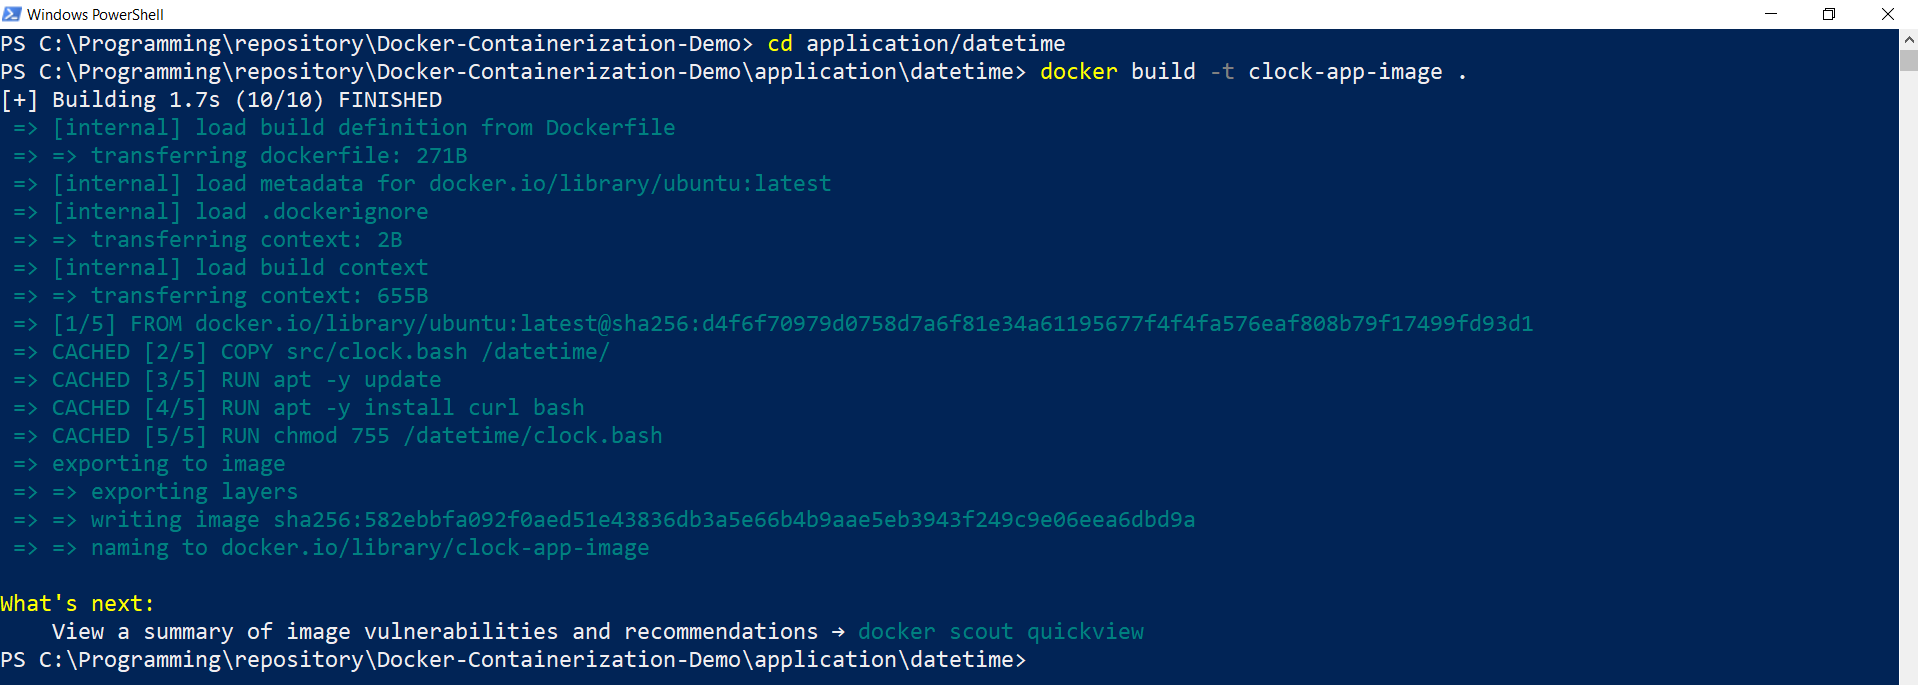 Windows PowerShell
PS C:\Programming\repository\Docker-Containerization-Demo> cd application/datetime
PS C:\Programming\repository\Docker-Containerization-Demo\application\datetime> docker build -t clock-app-image .
[+] Building 1.7s (10/10) FINISHED
 => [internal] load build definition from Dockerfile
 => => transferring dockerfile: 271B
 => [internal] load metadata for docker.io/library/ubuntu:latest
 => [internal] load .dockerignore
 => => transferring context: 2B
 => [internal] load build context
 => => transferring context: 655B
 => [1/5] FROM docker.io/library/ubuntu:latest@sha256:d4f6f70979d0758d7a6f81e34a61195677f4f4fa576eaf808b79f17499fd93d1
 => CACHED [2/5] COPY src/clock.bash /datetime/
 => CACHED [3/5] RUN apt -y update
 => CACHED [4/5] RUN apt -y install curl bash
 => CACHED [5/5] RUN chmod 755 /datetime/clock.bash
 => exporting to image
 => => exporting layers
 => => writing image sha256:582ebbfa092f0aed51e43836db3a5e66b4b9aae5eb3943f249c9e06eea6dbd9a
 => => naming to docker.io/library/clock-app-image
What's next:
    View a summary of image vulnerabilities and recommendations → docker scout quickview
PS C:\Programming\repository\Docker-Containerization-Demo\application\datetime>